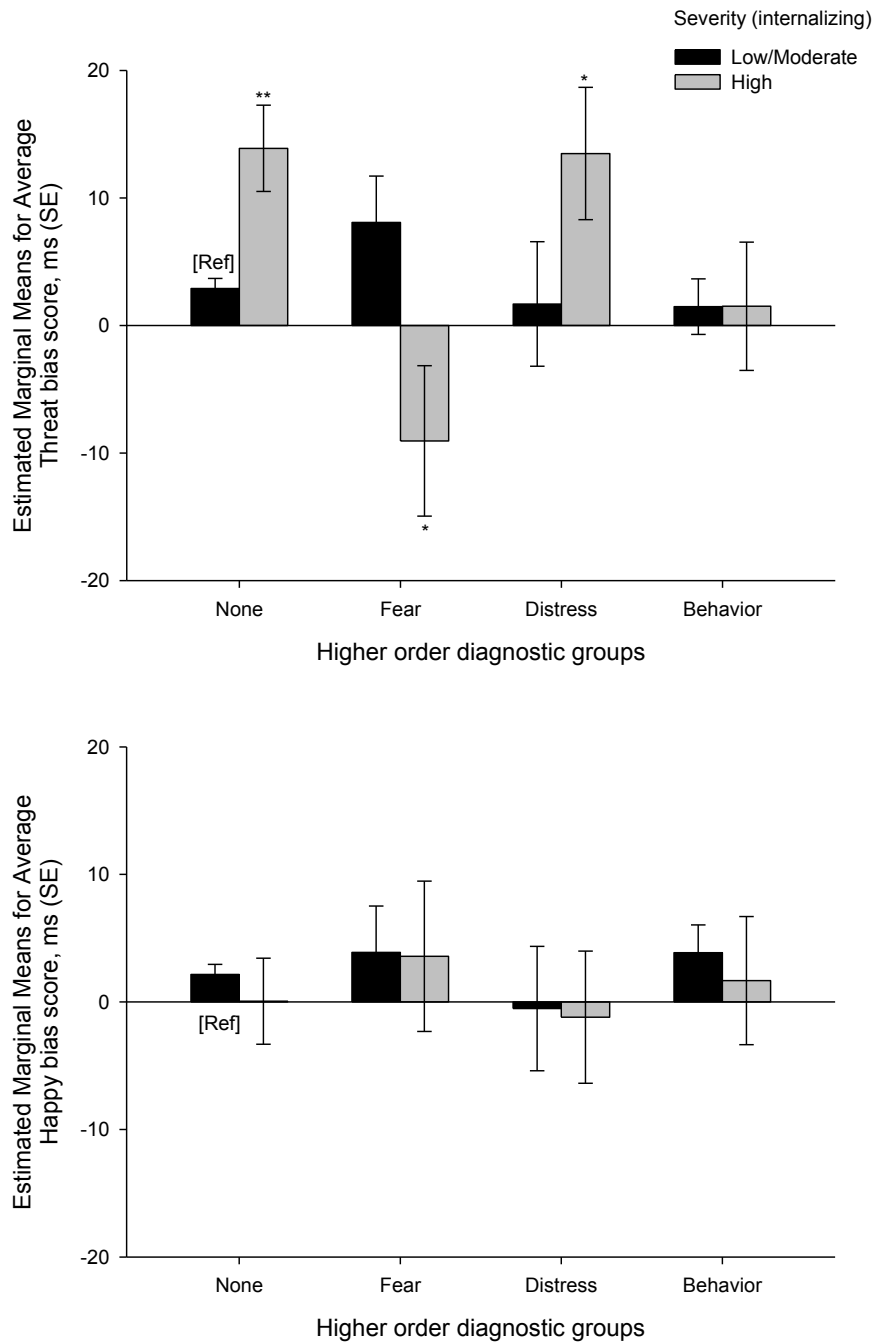 Severity (internalizing)
Low/Moderate
High
Estimated Marginal Means for Average
Threat bias score, ms (SE)
20
10
0
-10
-20
**
*
[Ref]
*
None
Fear
Distress
Behavior
Higher order diagnostic groups
Estimated Marginal Means for Average
Happy bias score, ms (SE)
20
10
0
-10
-20
[Ref]
None
Fear
Distress
Behavior
Higher order diagnostic groups